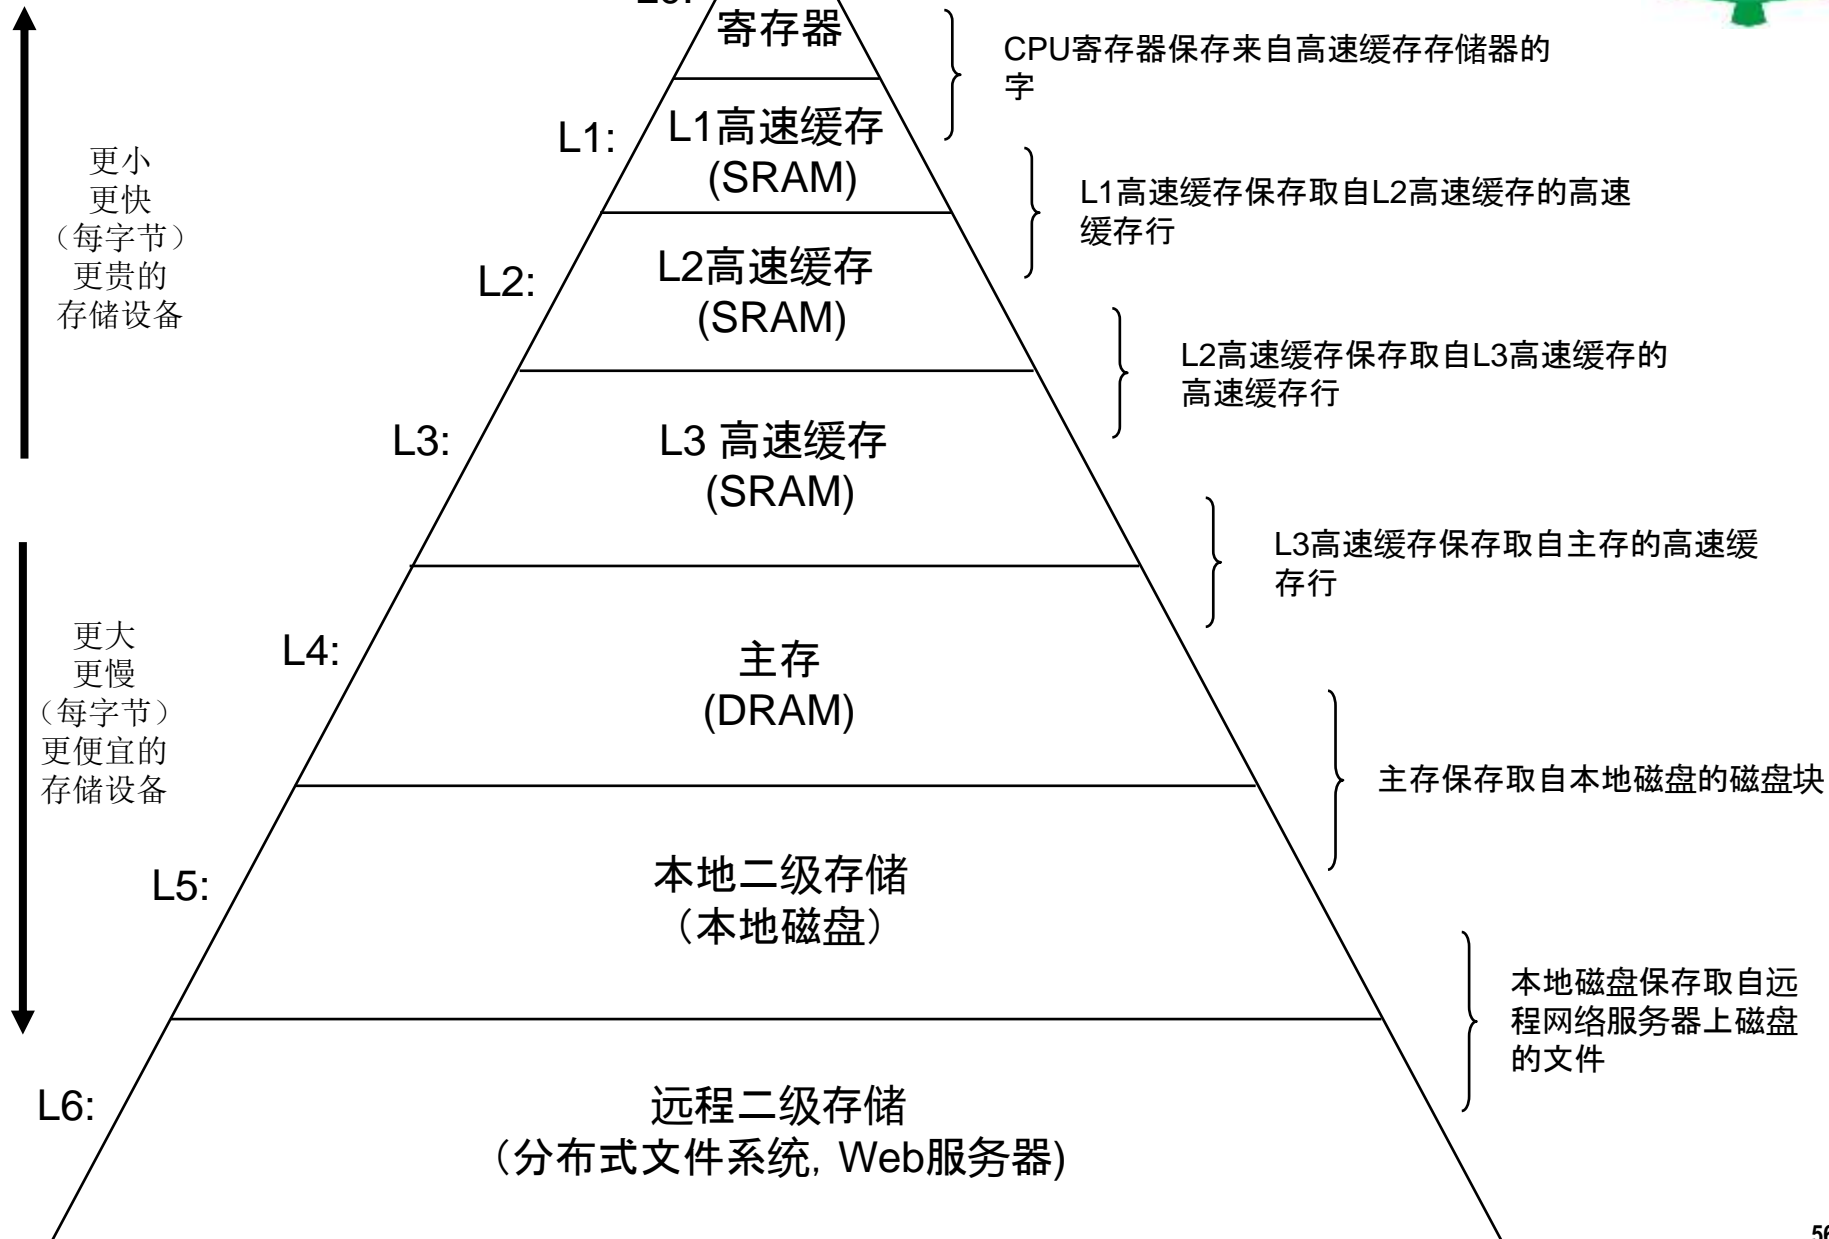 寄存器
CPU寄存器保存来自高速缓存存储器的
字
L1:
L1高速缓存
(SRAM)
更小
更快
（每字节）
更贵的
存储设备
L1高速缓存保存取自L2高速缓存的高速
缓存行
L2:
L2高速缓存
(SRAM)
L2高速缓存保存取自L3高速缓存的
高速缓存行
L3:
L3 高速缓存
(SRAM)
L3高速缓存保存取自主存的高速缓
存行
更大
更慢
（每字节）
更便宜的
存储设备
L4:
主存
(DRAM)
主存保存取自本地磁盘的磁盘块
L5:
本地二级存储
（本地磁盘）
本地磁盘保存取自远
程网络服务器上磁盘
的文件
L6:
远程二级存储
（分布式文件系统, Web服务器)